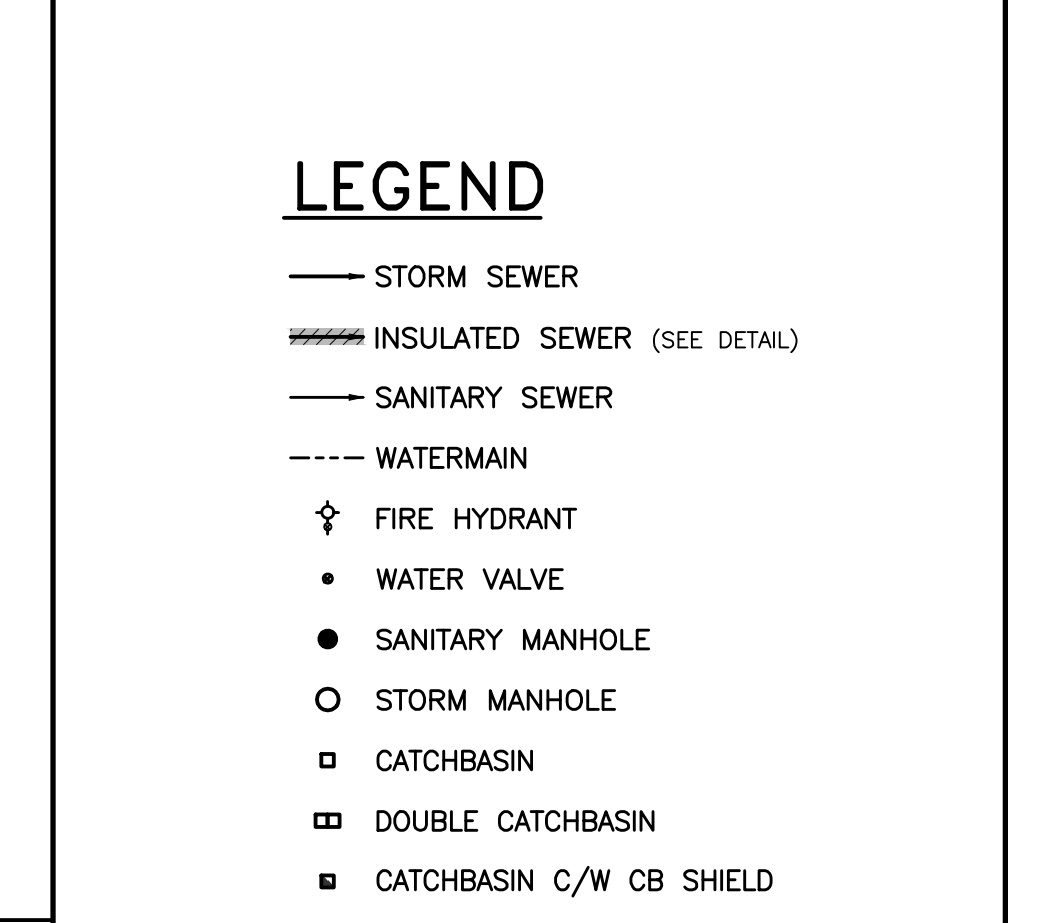 LEGEND
STORM SEWER
INSULATED SEWER (SEE DETAIL)
SANITARY SEWER
WATERMAIN
FIRE HYDRANT
WATER VALVE
SANITARY MANHOLE
STORM MANHOLE
CATCHBASIN
DOUBLE CATCHBASIN
CATCHBASIN C/W CB SHIELD